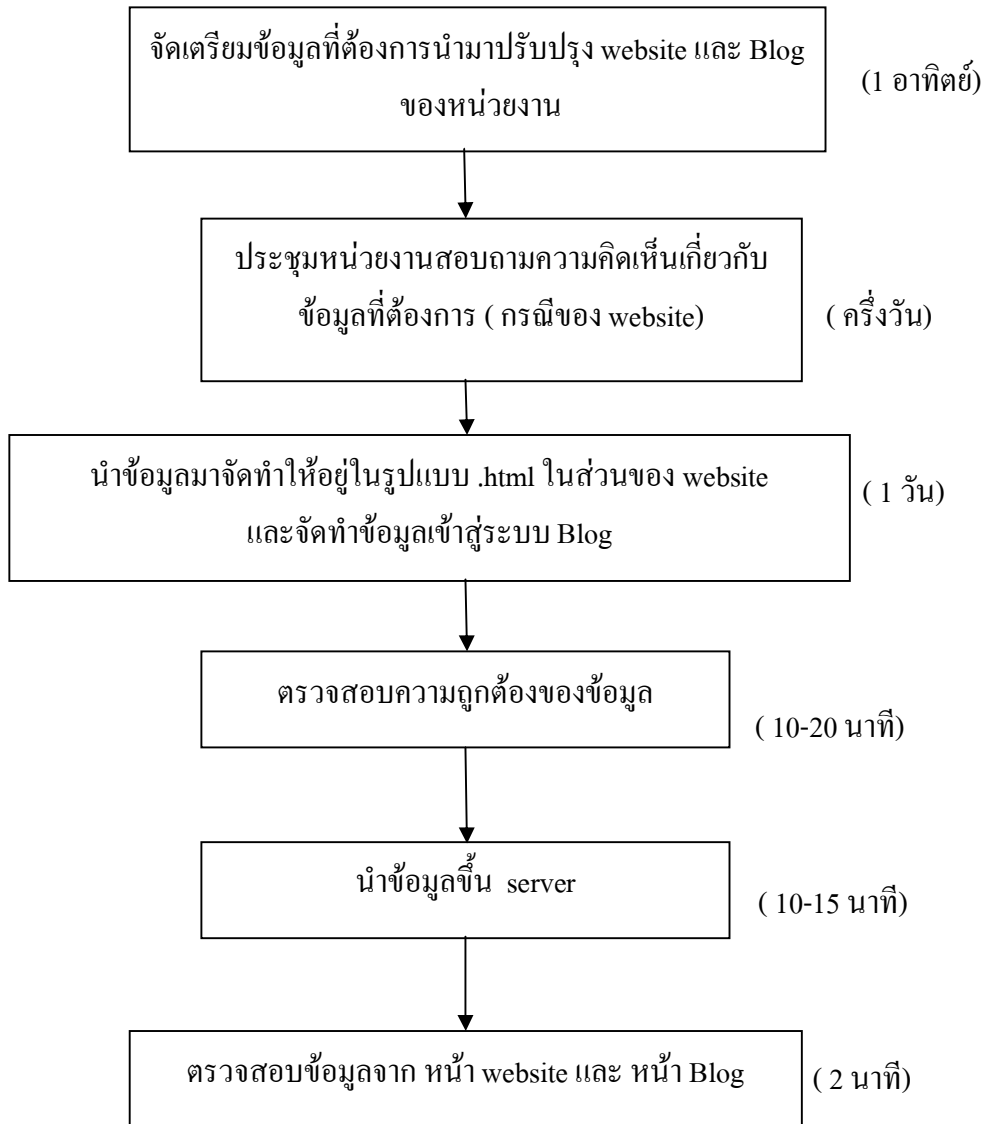 จัดเตรียมข้อมูลที่ต้องการนำมาปรับปรุง website และ Blog
ของหน่วยงาน
(1 อาทิตย์)
ประชุมหน่วยงานสอบถามความคิดเห็นเกี่ยวกับ
ข้อมูลที่ต้องการ ( กรณีของ website)
( ครึ่งวัน)
นำข้อมูลมาจัดทำให้อยู่ในรูปแบบ .html ในส่วนของ website
และจัดทำข้อมูลเข้าสู่ระบบ Blog
( 1 วัน)
ตรวจสอบความถูกต้องของข้อมูล
( 10-20 นาที)
นำข้อมูลขึ้น server
( 10-15 นาที)
ตรวจสอบข้อมูลจาก หน้า website และ หน้า Blog
( 2 นาที)